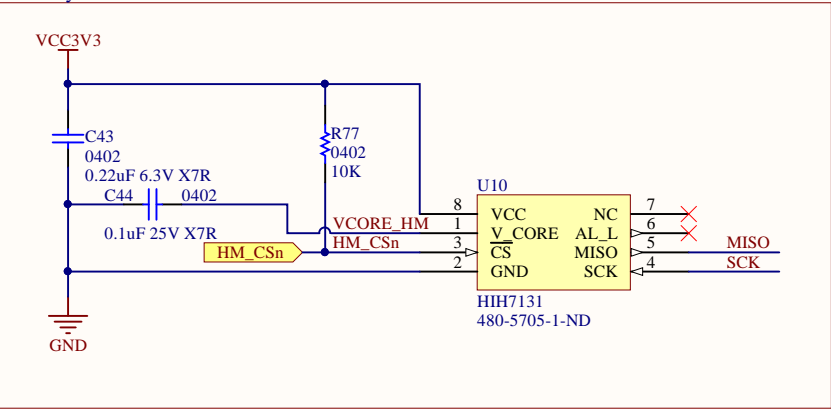 VCC3V3
C43
0402
0.22uF 6.3V X7R
C44 0402
0.1uF 25V X7R
R77
0402
10K
U10
VCORE_HM
HM_CSn
HM_CSn
8 VCC NC 7
1 V_CORE AL_L 6
3 CS MISO 5 MISO
2 GND SCK 4 SCK
HIH7131
480-5705-1-ND
GND